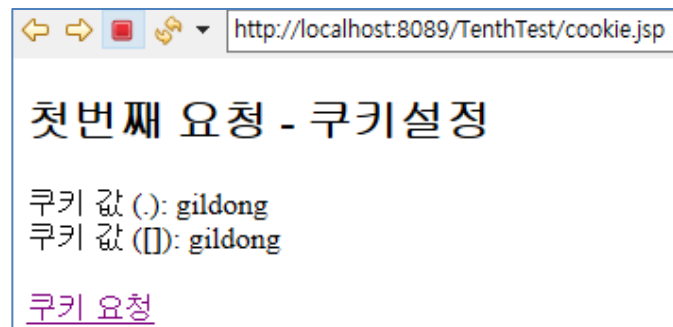 http://localhost:8089/TenthTest/cookie.jsp
첫번째 요청 - 쿠키설정
쿠키 값 (.): gildong
쿠키 값 ([]): gildong
쿠키 요청